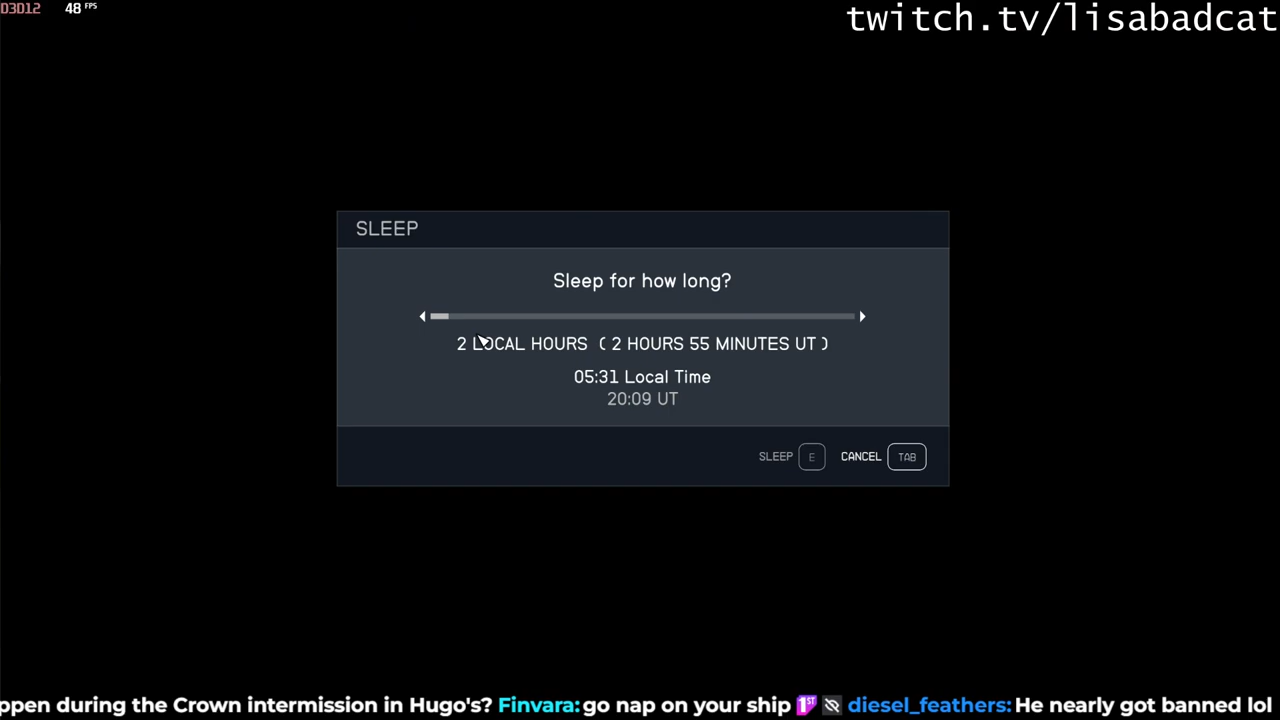 D3D12 48 FPS
twitch.tv/lisabadcat
SLEEP
Sleep for how long?
2 LOCAL HOURS ( 2 HOURS 55 MINUTES UT )
05:31 Local Time
20:09 UT
SLEEP E CANCEL TAB
ppen during the Crown intermission in Hugo's? Finvara: go nap on your ship 1ST diesel_feathers: He nearly got banned lol